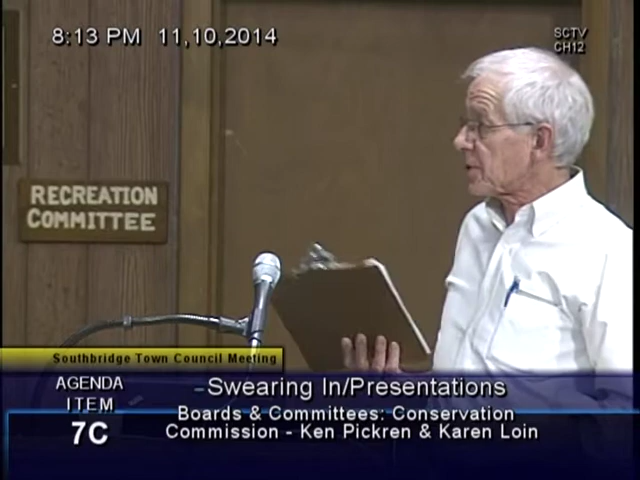 8:13 PM 11,10,2014
SCTV
CH12
RECREATION
COMMITTEE
Southbridge Town Council Meeting
AGENDA
ITEM
7C
Swearing In/Presentations
Boards & Committees: Conservation
Commission - Ken Pickren & Karen Loin